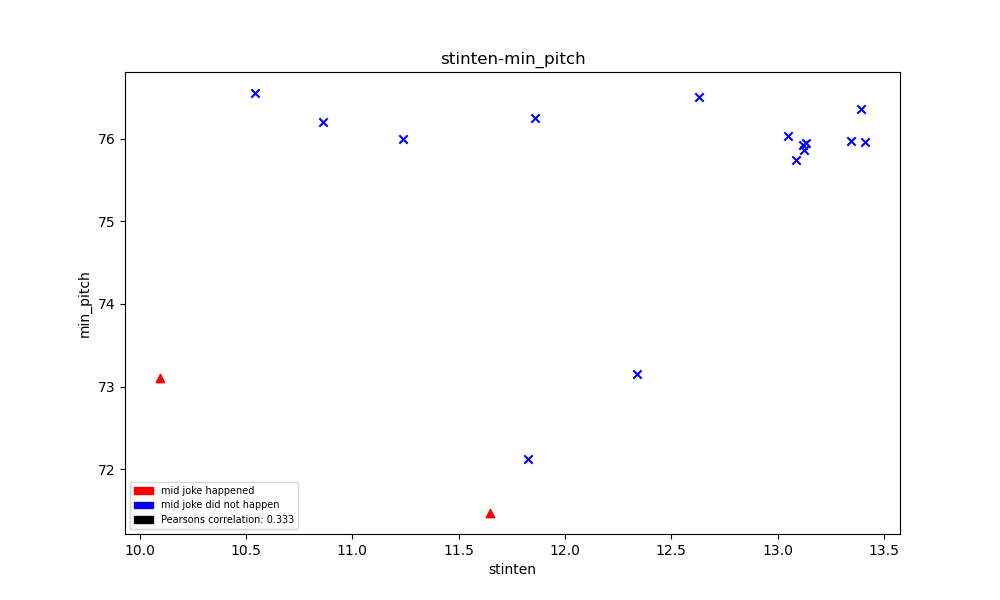 stinten-min_pitch
76
75
74
73
72
min_pitch
mid joke happened
mid joke did not happen
Pearsons correlation: 0.333
10.0 10.5 11.0 11.5 12.0 12.5 13.0 13.5
stinten